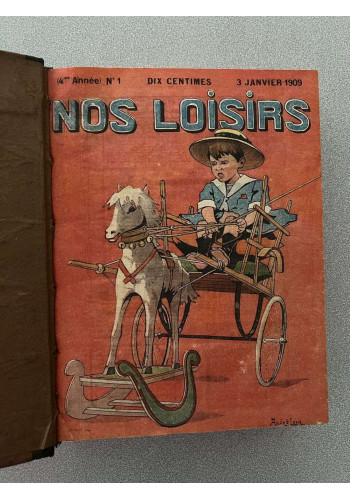 (4me Année) N° 1 DIX CENTIMES 3 JANVIER 1909
NOS LOISIRS